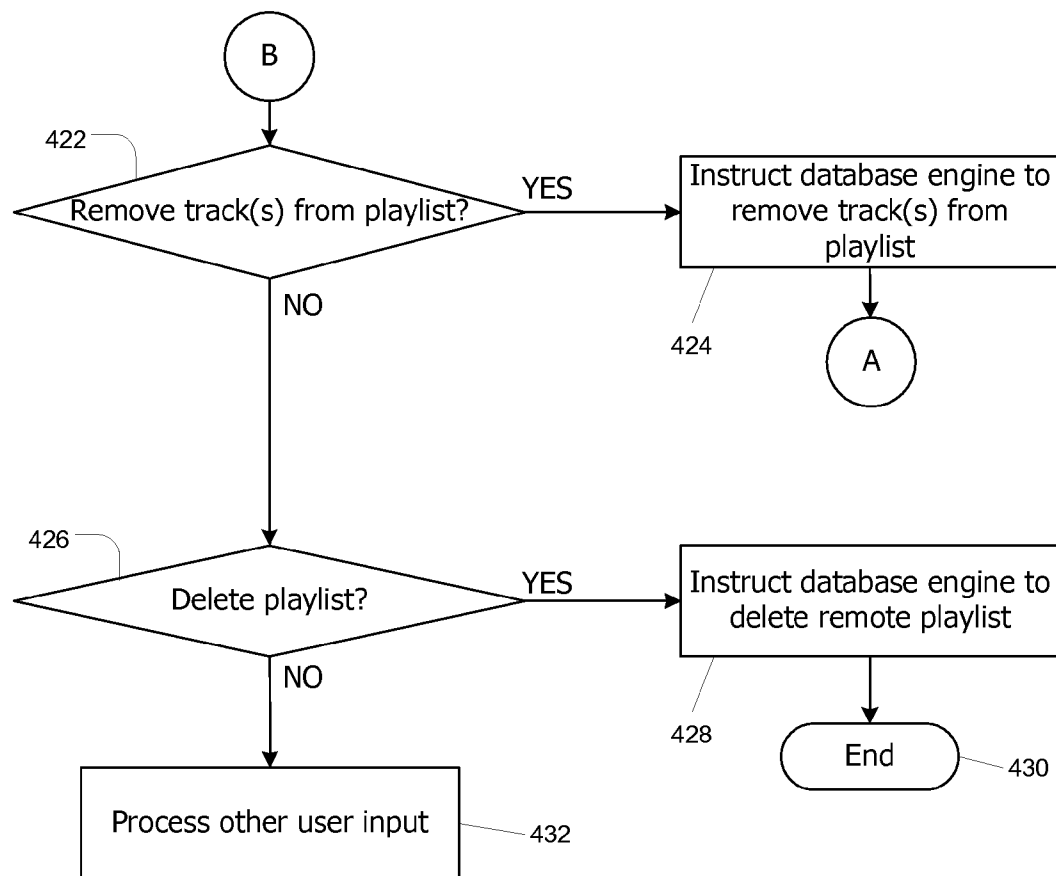 B
422
Remove track(s) from playlist?
YES
Instruct database engine to
remove track(s) from
playlist
NO
424
A
426
Delete playlist?
YES
Instruct database engine to
delete remote playlist
NO
428
End
430
Process other user input
432